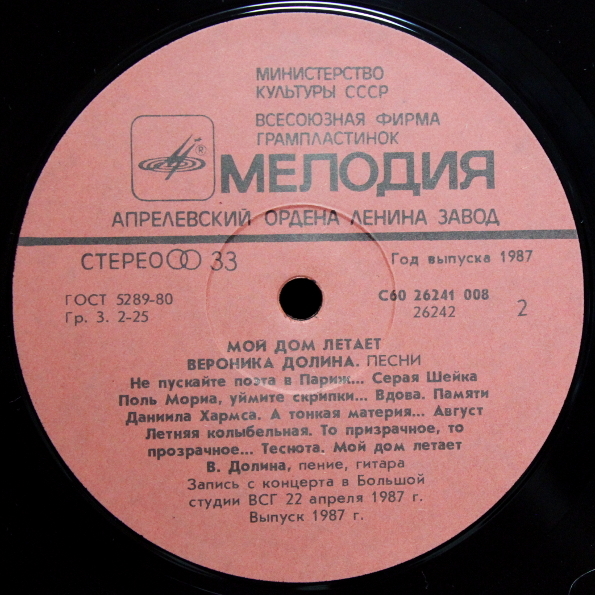 МИНИСТЕРСТВО
КУЛЬТУРЫ СССР
ВСЕСОЮЗНАЯ ФИРМА
ГРАМПЛАСТИНОК
®
МЕЛОДИЯ
АПРЕЛЕВСКИЙ ОРДЕНА ЛЕНИНА ЗАВОД
СТЕРЕО 33
Год выпуска 1987
ГОСТ 5289-80
Гр. 3. 2-25
С60 26241 008
26242
2
МОЙ ДОМ ЛЕТАЕТ
ВЕРОНИКА ДОЛИНА. ПЕСНИ
Не пускайте поэта в Париж... Серая Шейка
Поль Мориа, уймите скрипки... Вдова. Памяти
Даниила Хармса. А тонкая материя... Август
Летняя колыбельная. То призрачное, то
прозрачное... Теснота. Мой дом летает
В. Долина, пение, гитара
Запись с концерта в Большой
студии ВСГ 22 апреля 1987 г.
Выпуск 1987 г.